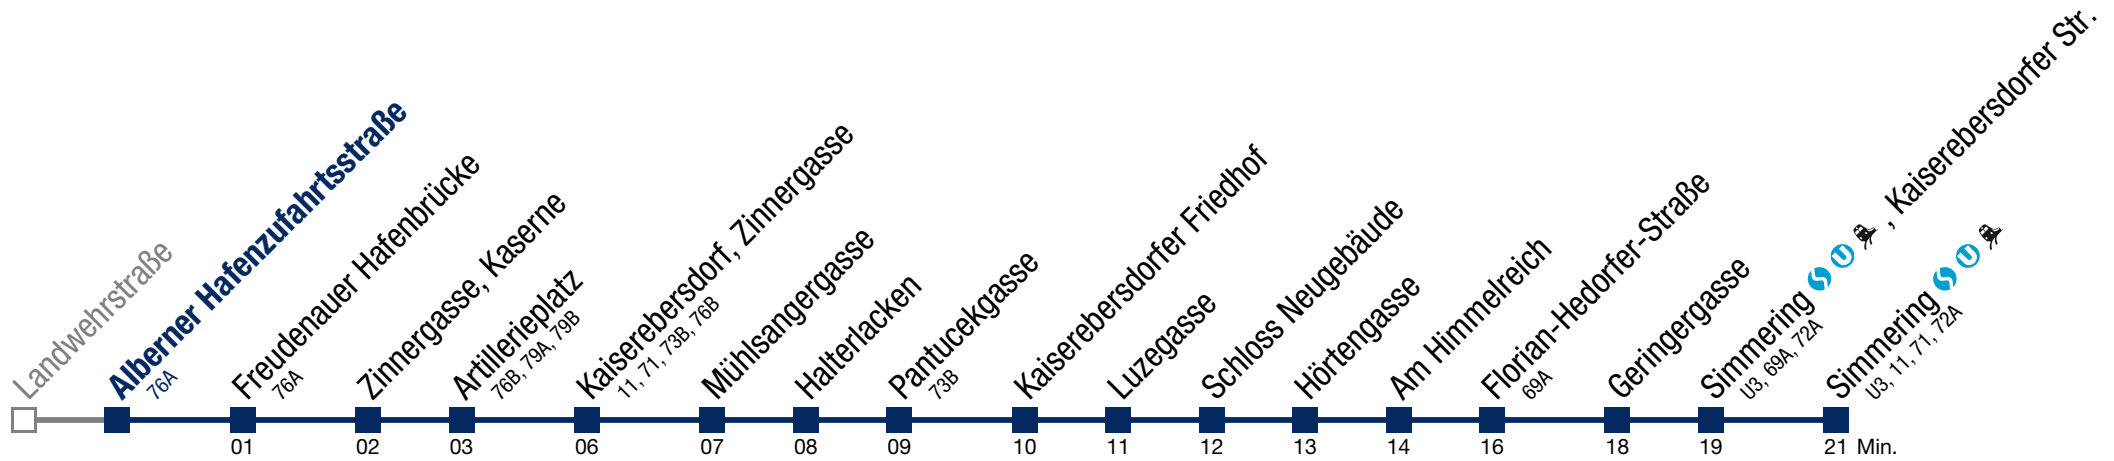 Landwehrstraße
Alberner Hafenzufahrtsstraße
76A
Freudenauer Hafenbrücke
76A
Zinnergasse, Kaserne
Artillerieplatz
76B, 79A, 79B
Kaiserebersdorf, Zinnergasse
11, 71, 73B, 76B
Mühlsangergasse
Halterlacken
Pantucekgasse
73B
Kaiserebersdorfer Friedhof
Luzegasse
Schloss Neugebäude
Hörtengasse
Am Himmelreich
Florian-Hedorfer-Straße
69A
Geringergasse
Simmering S U , Kaiserebersdorfer Str.
U3, 69A, 72A
Simmering S U
U3, 11, 71, 72A
01 02 03 06 07 08 09 10 11 12 13 14 16 18 19 21 Min.